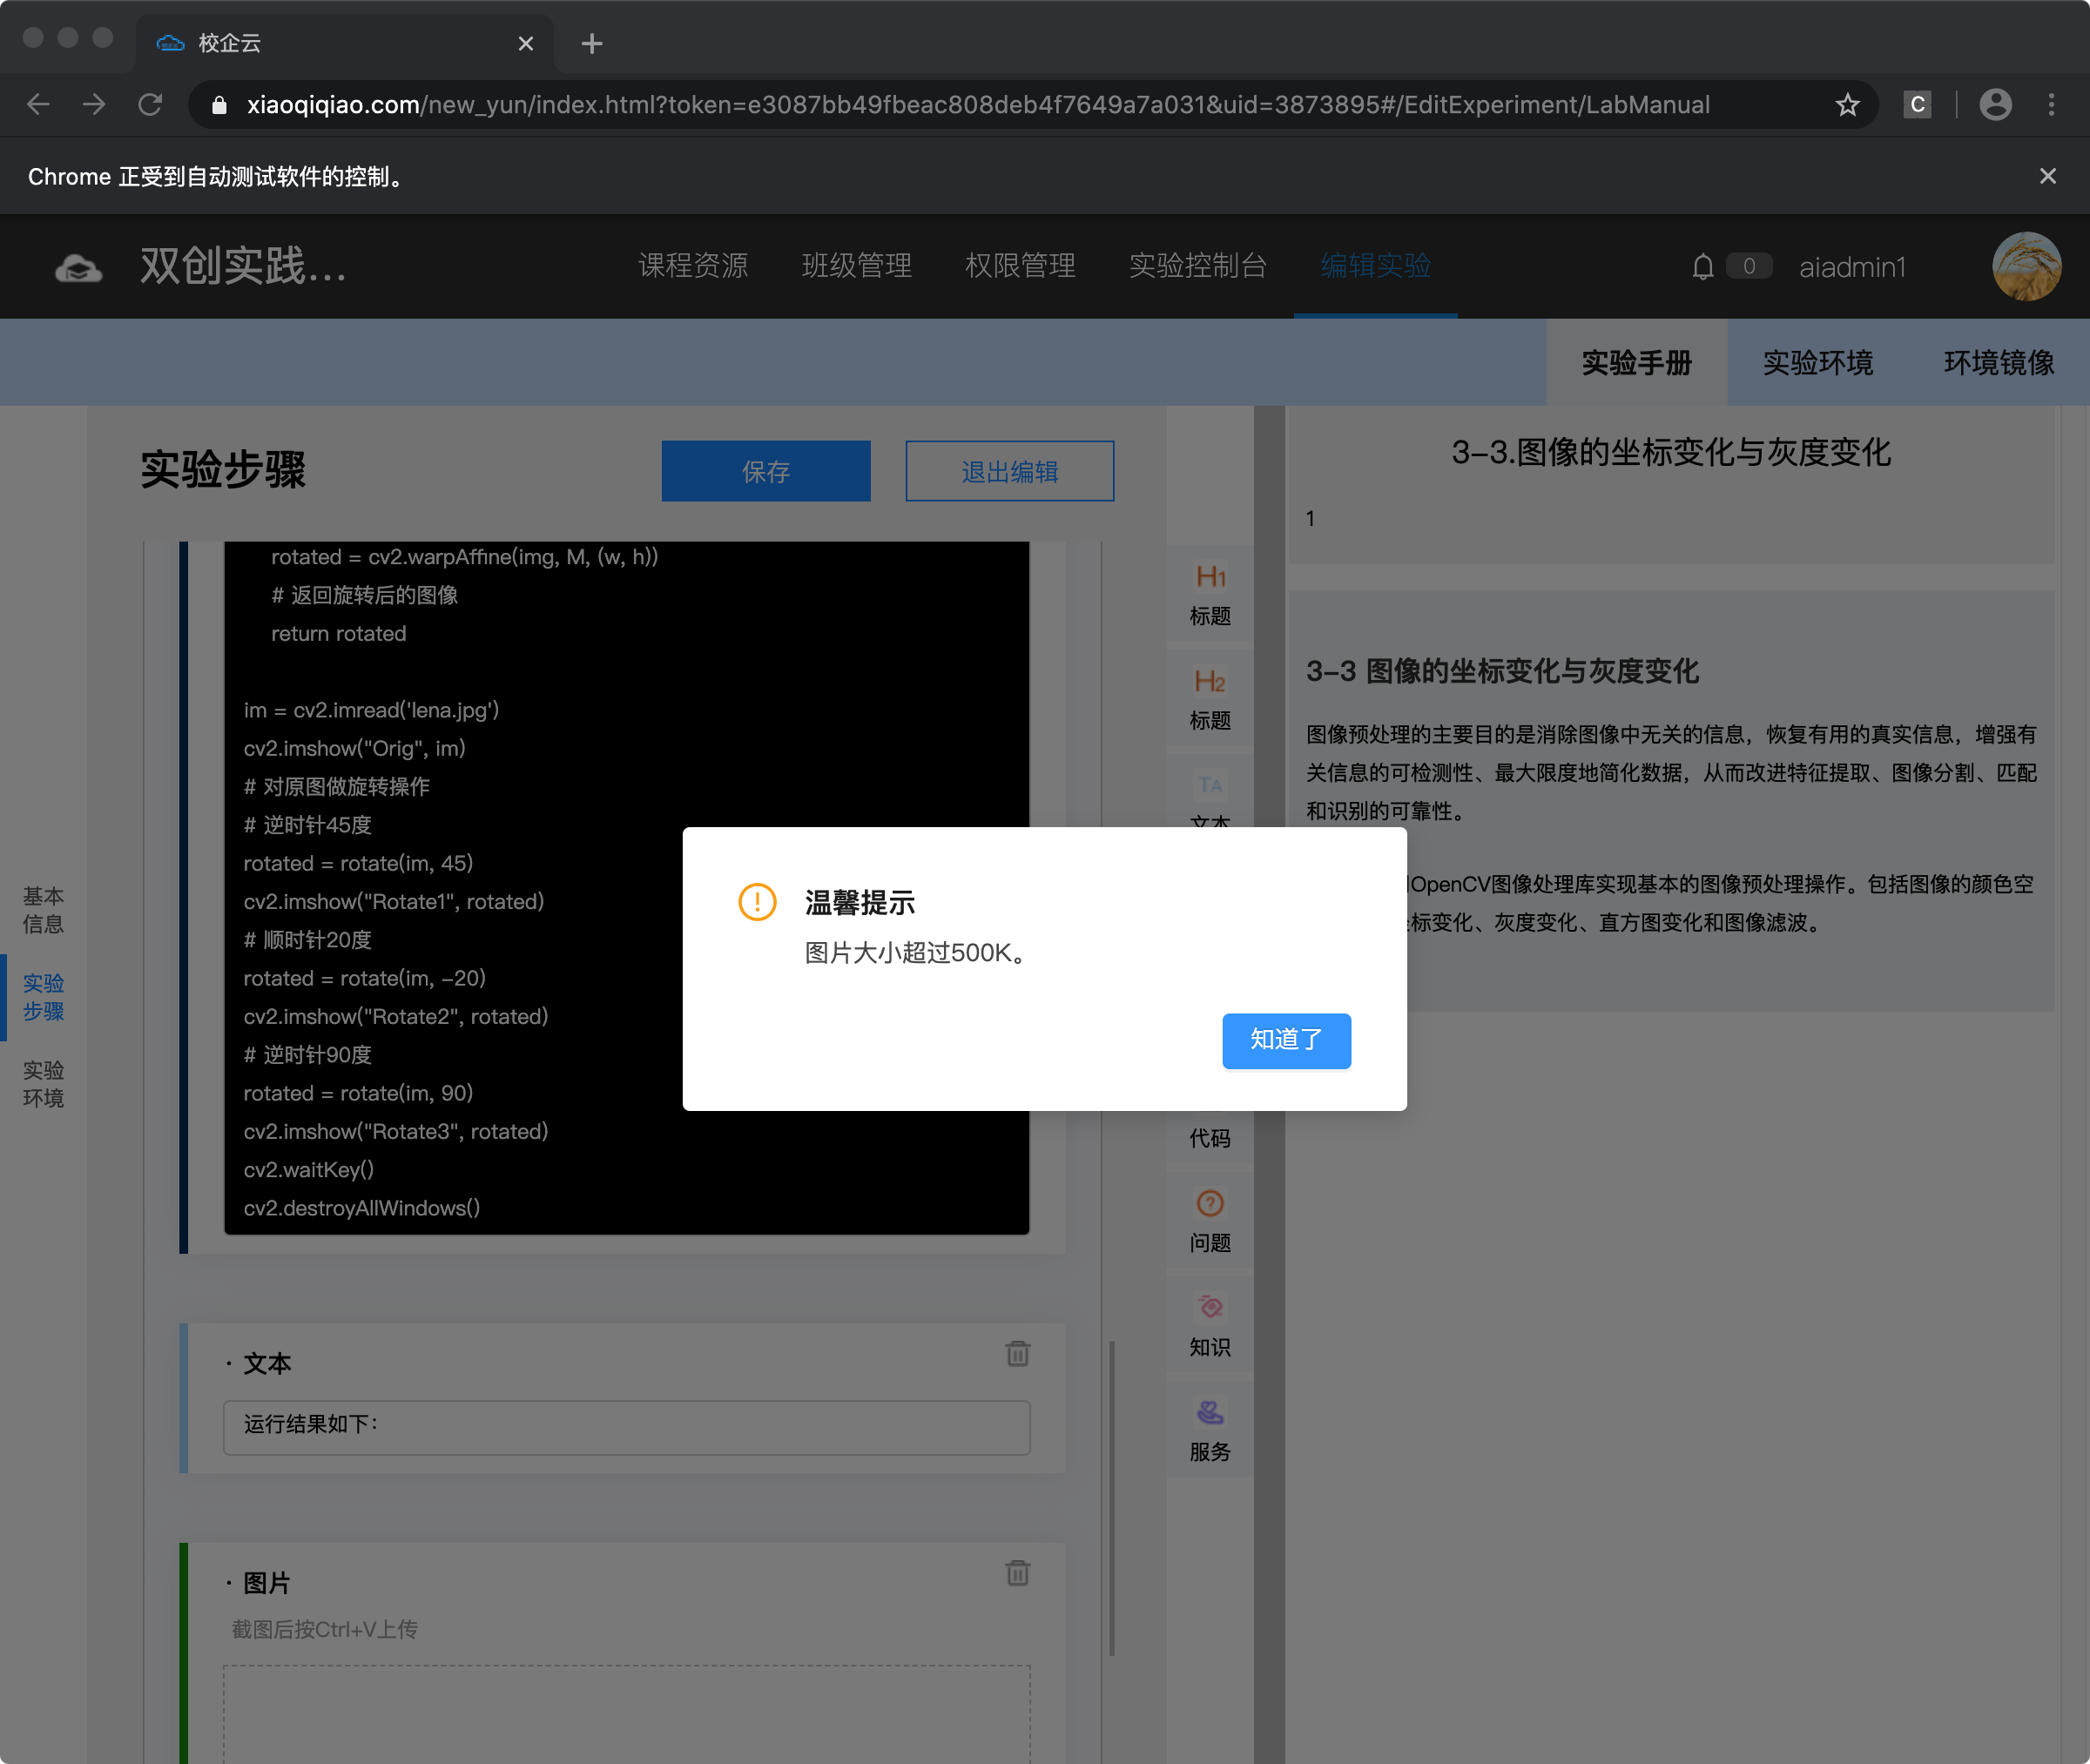 校企云
xiaoqiqiao.com/new_yun/index.html?token=e3087bb49fbeac808deb4f7649a7a031&uid=3873895#/EditExperiment/LabManual
C
Chrome 正受到自动测试软件的控制。
双创实践...
课程资源
班级管理
权限管理
实验控制台
编辑实验
0
aiadmin1
实验手册
实验环境
环境镜像
基本
信息
实验
步骤
实验
环境
实验步骤
保存
退出编辑
rotated = cv2.warpAffine(img, M, (w, h))
# 返回旋转后的图像
return rotated
im = cv2.imread('lena.jpg')
cv2.imshow("Orig", im)
# 对原图做旋转操作
# 逆时针45度
rotated = rotate(im, 45)
cv2.imshow("Rotate1", rotated)
# 顺时针20度
rotated = rotate(im, -20)
cv2.imshow("Rotate2", rotated)
# 逆时针90度
rotated = rotate(im, 90)
cv2.imshow("Rotate3", rotated)
cv2.waitKey()
cv2.destroyAllWindows()
· 文本
运行结果如下：
· 图片
截图后按Ctrl+V上传
H1
标题
H2
标题
TA
文本
代码
问题
知识
服务
3-3.图像的坐标变化与灰度变化
1
3-3 图像的坐标变化与灰度变化
图像预处理的主要目的是消除图像中无关的信息，恢复有用的真实信息，增强有
关信息的可检测性、最大限度地简化数据，从而改进特征提取、图像分割、匹配
和识别的可靠性。
OpenCV图像处理库实现基本的图像预处理操作。包括图像的颜色空
标变化、灰度变化、直方图变化和图像滤波。
温馨提示
图片大小超过500K。
知道了